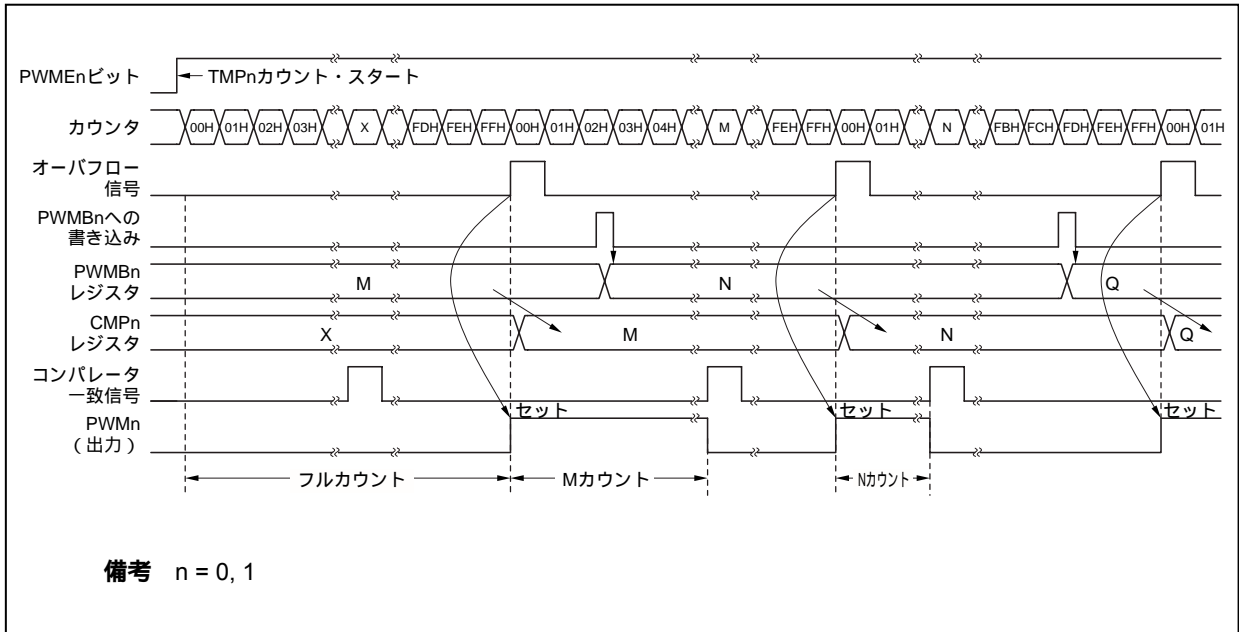 PWMEnビット
TMPnカウント・スタート
カウンタ
00H 01H 02H 03H X FDH FEH FFH 00H 01H 02H 03H 04H M FEH FFH 00H 01H N FBH FCH FDH FEH FFH 00H 01H
オーバフロー
信号
PWMBnへの
書き込み
PWMBn
レジスタ
M N Q
CMPn
レジスタ
X M N Q
コンパレータ
一致信号
PWMn
(出力)
セット セット セット
フルカウント Mカウント Nカウント
備考 n = 0, 1